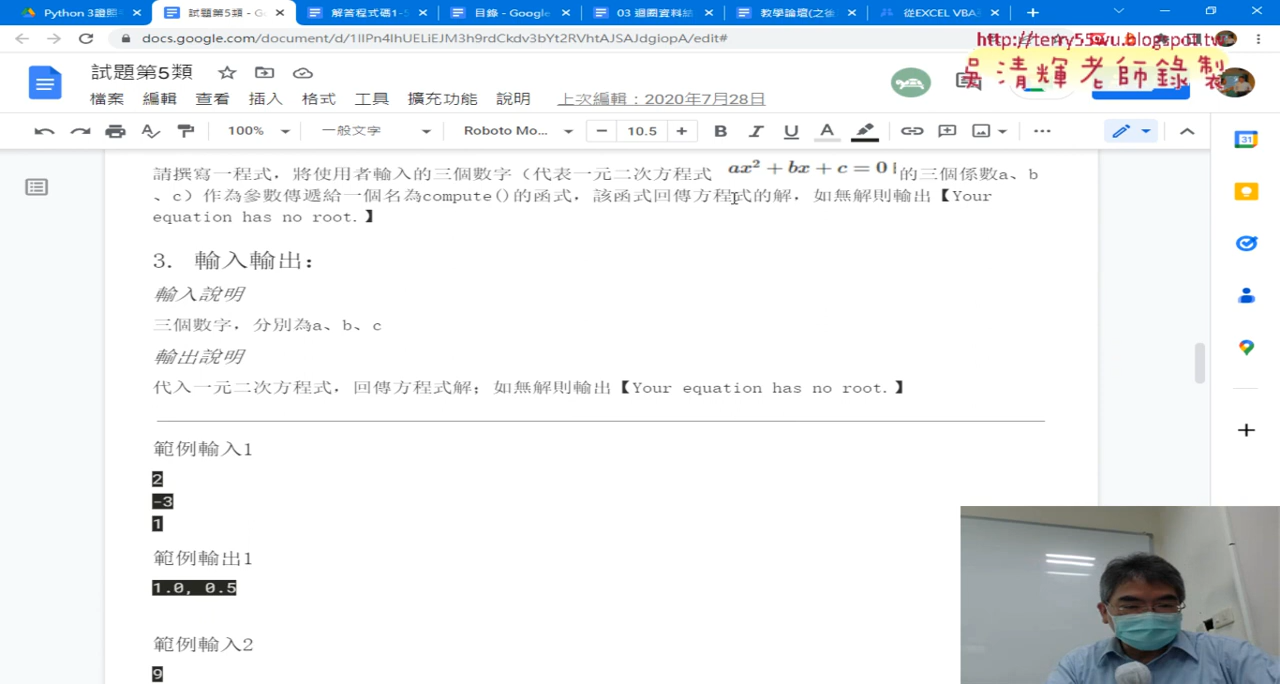 Python 3證照
試題第5類 - G
解答程式碼1-5
目錄 - Google
03 迴圈資料結
教學論壇(之後
從EXCEL VBA
docs.google.com/document/d/1IlPn4lhUELiEJM3h9rdCkdv3bYt2RVhtAJSAJdgiopA/edit#
http://terry55wu.blogspot.tw
吳清輝老師錄製
試題第5類
檔案 編輯 查看 插入 格式 工具 擴充功能 說明 上次編輯：2020年7月28日
100% 一般文字 Roboto Mo... 10.5 B I U A
31
請撰寫一程式，將使用者輸入的三個數字（代表一元二次方程式 ax² + bx + c = 0 的三個係數a、b
、c）作為參數傳遞給一個名為compute()的函式，該函式回傳方程式的解，如無解則輸出【Your
equation has no root.】
3. 輸入輸出：
輸入說明
三個數字，分別為a、b、c
輸出說明
代入一元二次方程式，回傳方程式解；如無解則輸出【Your equation has no root.】
範例輸入1
2
-3
1
範例輸出1
1.0, 0.5
範例輸入2
9